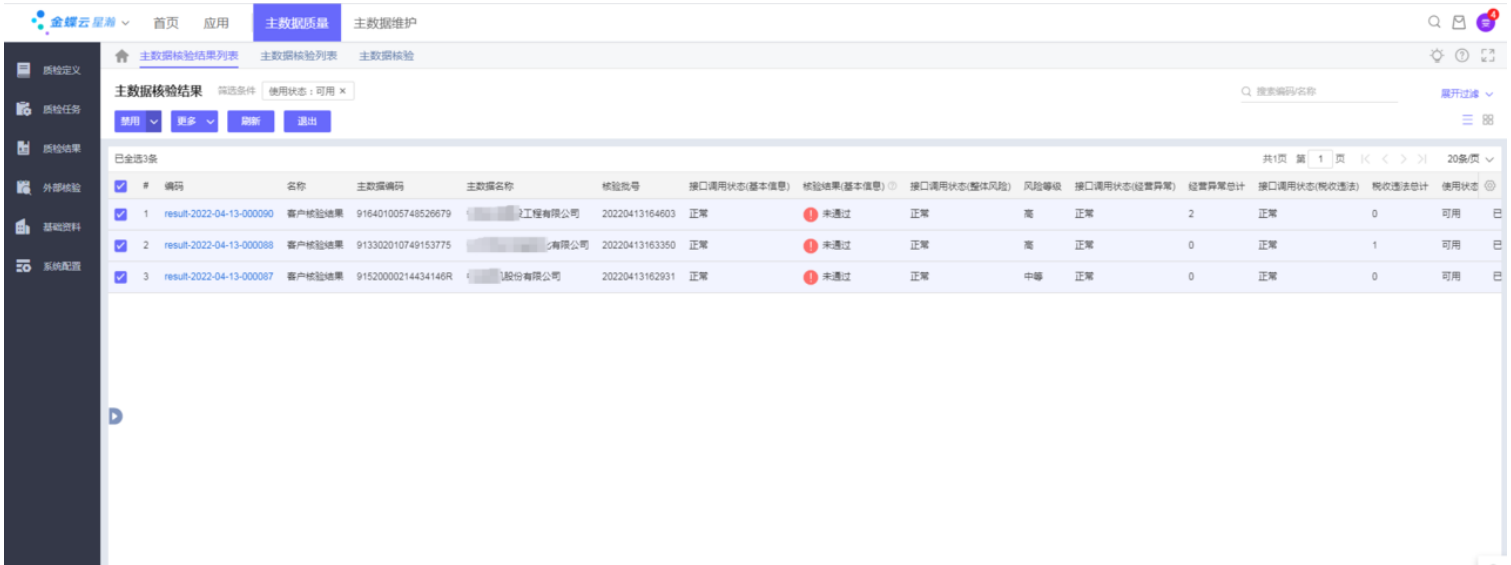 金蝶云 星瀚 首页 应用 主数据质量 主数据维护 4
主数据核验结果列表 主数据核验列表 主数据核验
质检定义
质检任务
质检结果
外部核验
基础资料
系统配置
主数据核验结果 筛选条件 使用状态：可用 × 搜索编码/名称 展开过滤
禁用 更多 刷新 退出
已全选3条 共1页 第 1 页 20条/页
# 编码 名称 主数据编码 主数据名称 核验批号 接口调用状态(基本信息) 核验结果(基本信息) 接口调用状态(整体风险) 风险等级 接口调用状态(经营异常) 经营异常总计 接口调用状态(税收违法) 税收违法总计 使用状态
1 result-2022-04-13-000090 客户核验结果 916401005748526679 工程有限公司 20220413164603 正常 未通过 正常 高 正常 2 正常 0 可用 已
2 result-2022-04-13-000088 客户核验结果 913302010749153775 有限公司 20220413163350 正常 未通过 正常 高 正常 0 正常 1 可用 已
3 result-2022-04-13-000087 客户核验结果 91520000214434146R 股份有限公司 20220413162931 正常 未通过 正常 中等 正常 0 正常 0 可用 已